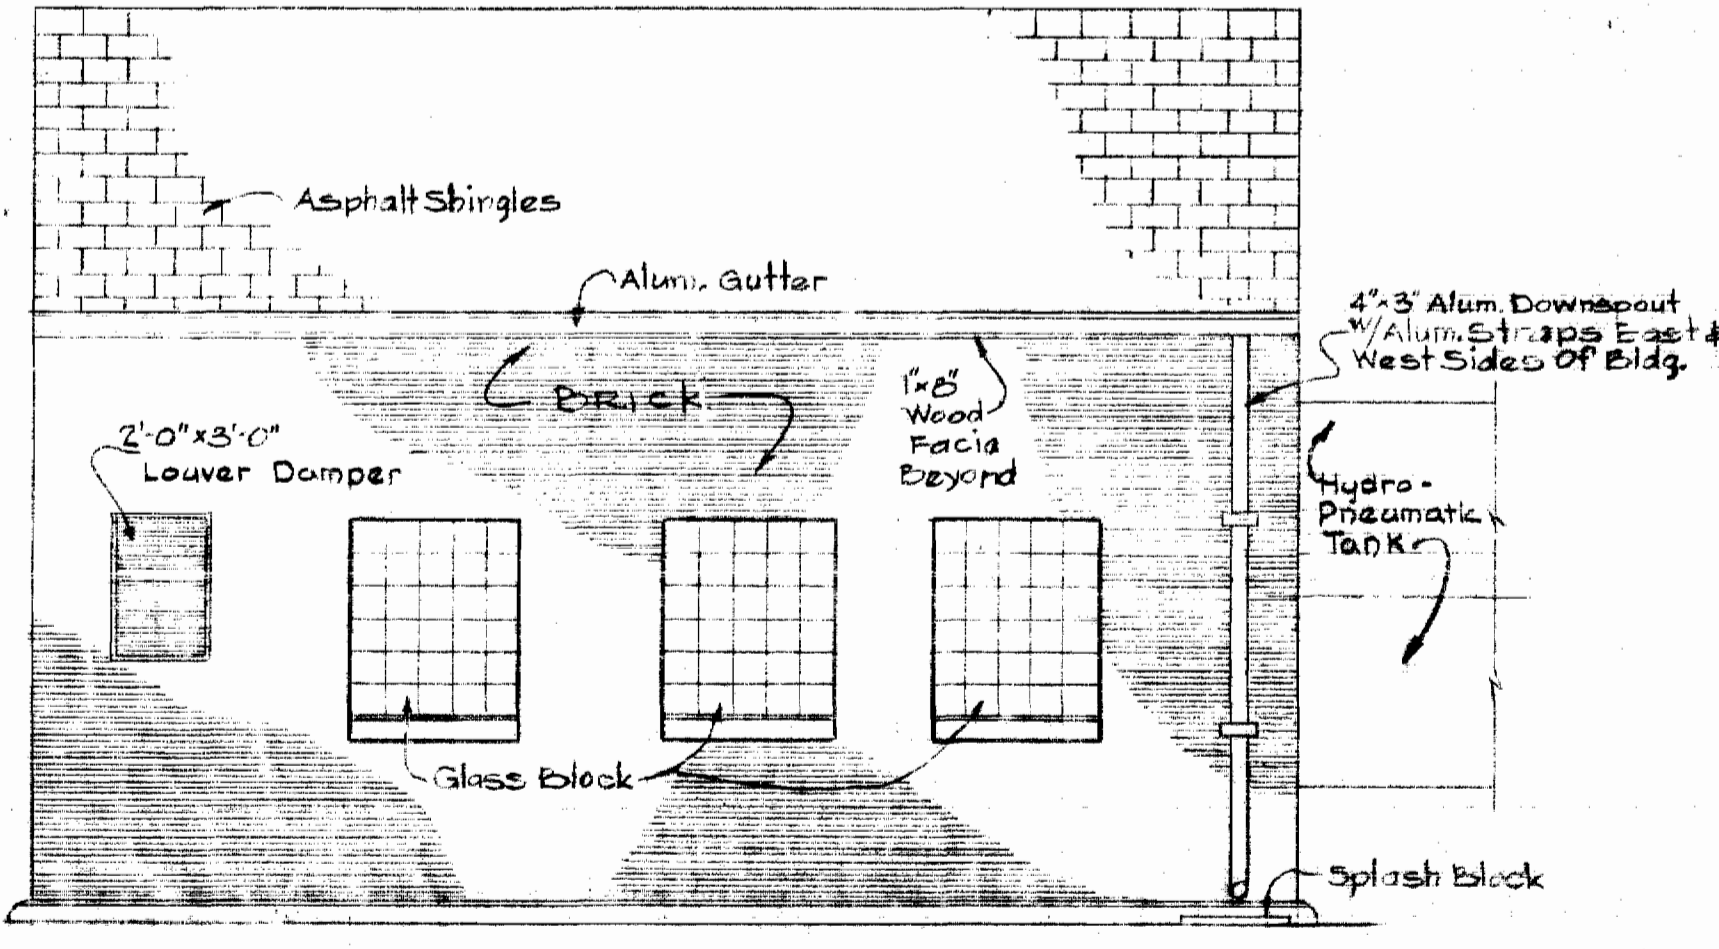 Asphalt Shingles
Alum. Gutter
4"x3" Alum. Downspout
W/Alum. Straps East &
West Sides Of Bldg.
Brick
1"x8"
Wood
Facia
Beyond
2'-0"x3'-0"
Louver Damper
Hydro-
Pneumatic
Tank
Glass Block
Splash Block